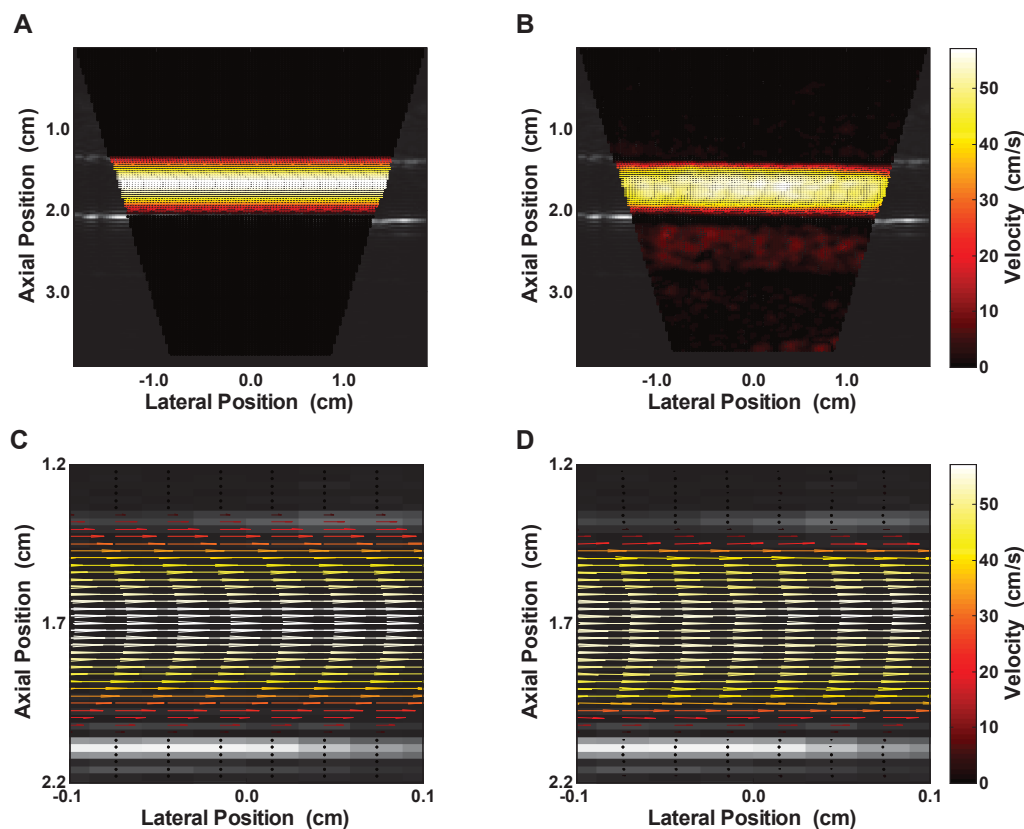 A
B
Axial Position (cm)
1.0
2.0
3.0
-1.0 0.0 1.0
Lateral Position (cm)
Axial Position (cm)
1.0
2.0
3.0
-1.0 0.0 1.0
Lateral Position (cm)
50
40
30
20
10
0
Velocity (cm/s)
C
D
Axial Position (cm)
1.2
1.7
2.2
-0.1 0.0 0.1
Lateral Position (cm)
Axial Position (cm)
1.2
1.7
2.2
-0.1 0.0 0.1
Lateral Position (cm)
50
40
30
20
10
0
Velocity (cm/s)